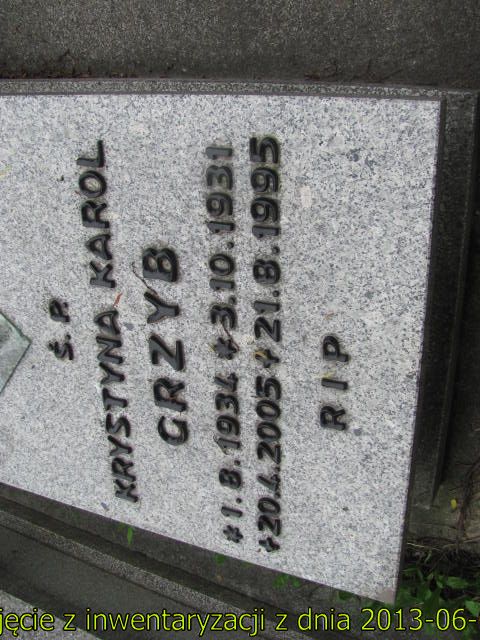 Ś. P.
KRYSTYNA KAROL
GRZYB
*1.8.1934 *3.10.1931
+20.4.2005 +21.8.1995
RIP
jęcie z inwentaryzacji z dnia 2013-06-